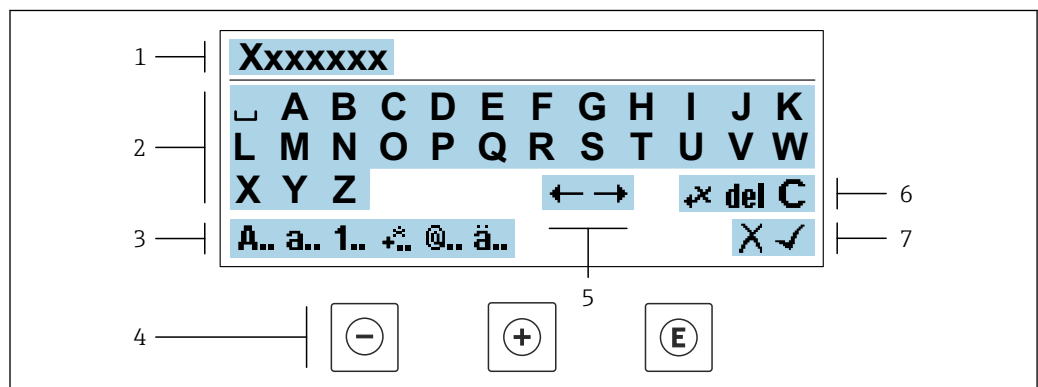 1 Xxxxxxx
␣ A B C D E F G H I J K
2 L M N O P Q R S T U V W
X Y Z ← → +x del C 6
3 A.. a.. 1.. +*.. @.. ä.. X ✓ 7
5
4 − + E